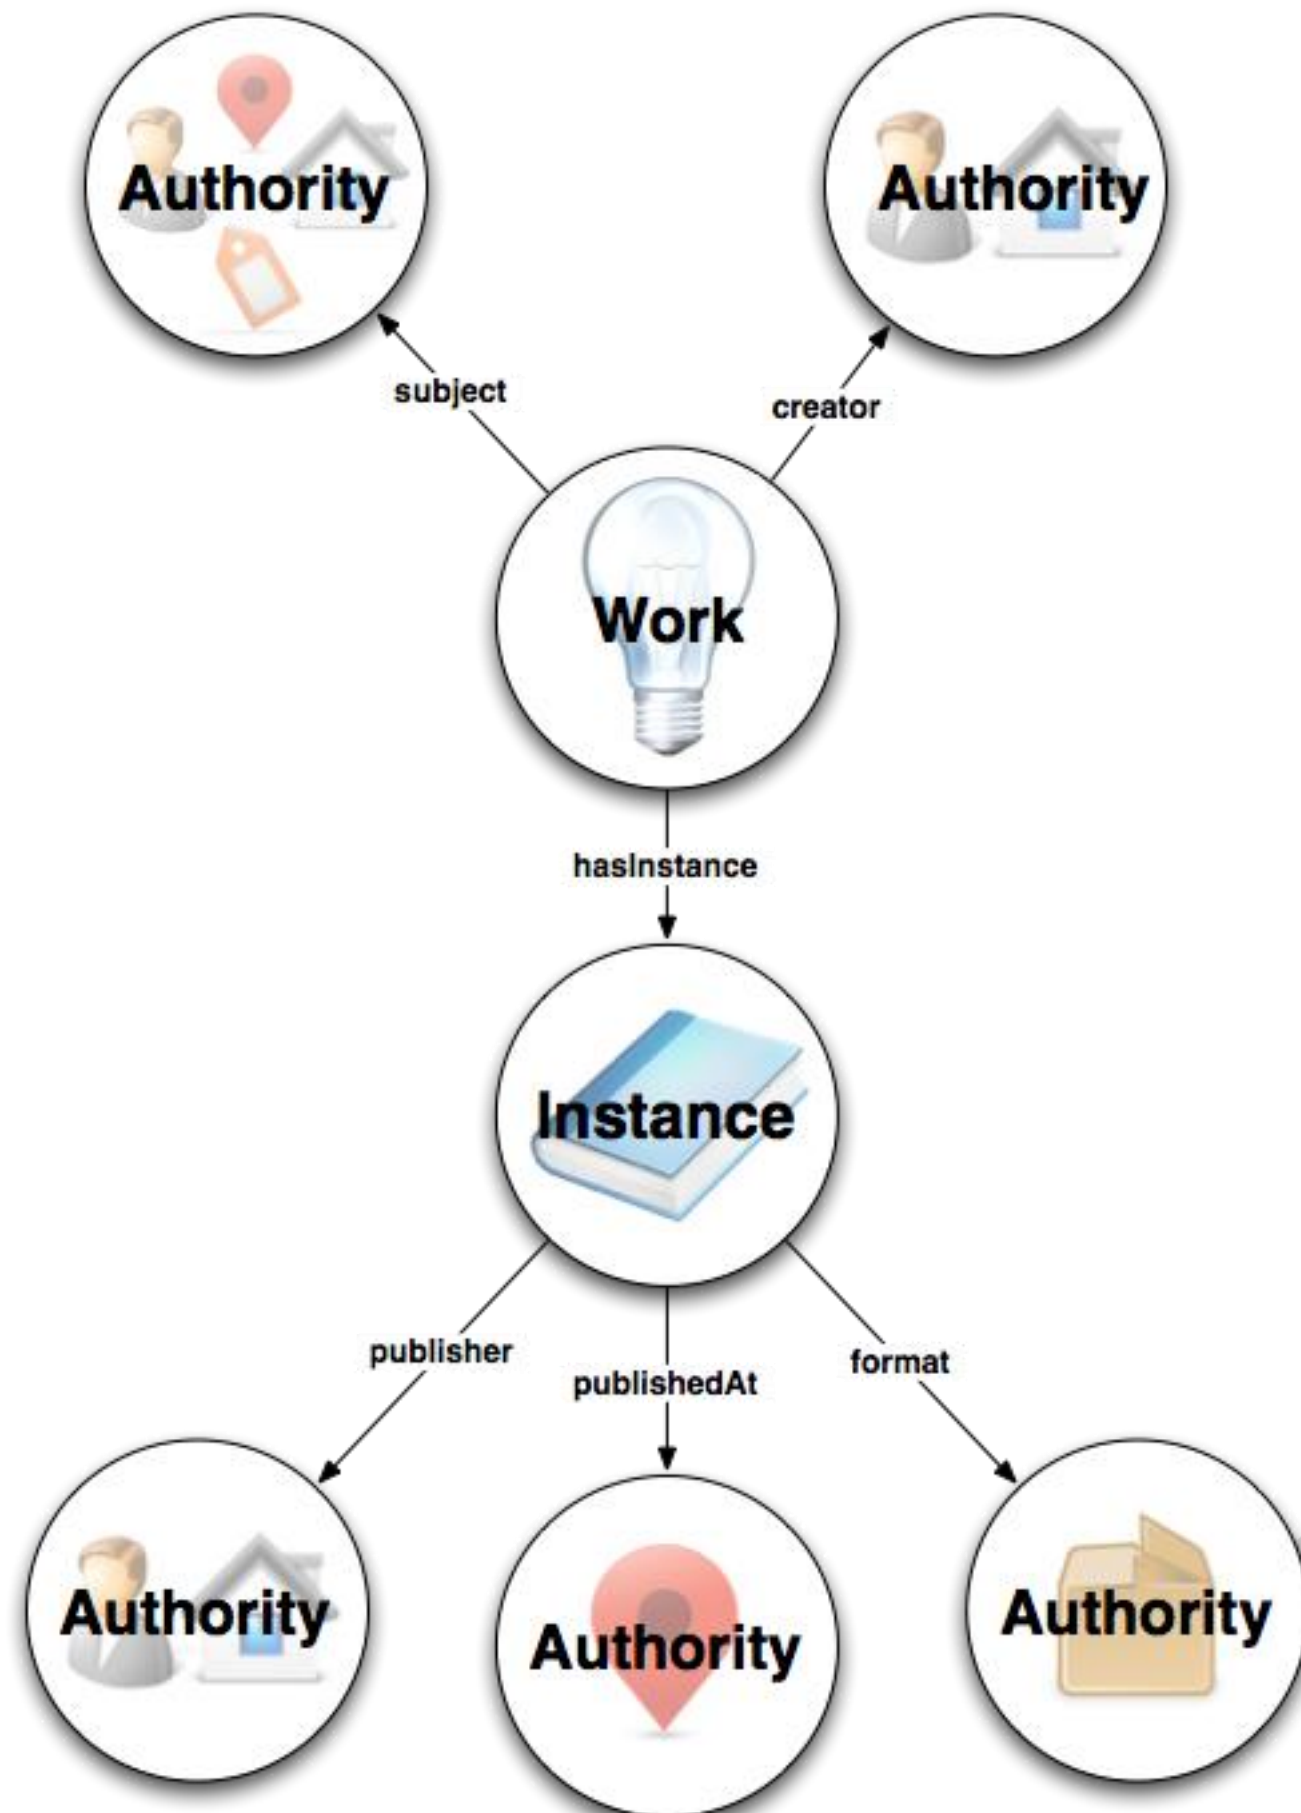 Authority
Authority
subject
creator
Work
hasInstance
Instance
publisher
publishedAt
format
Authority
Authority
Authority